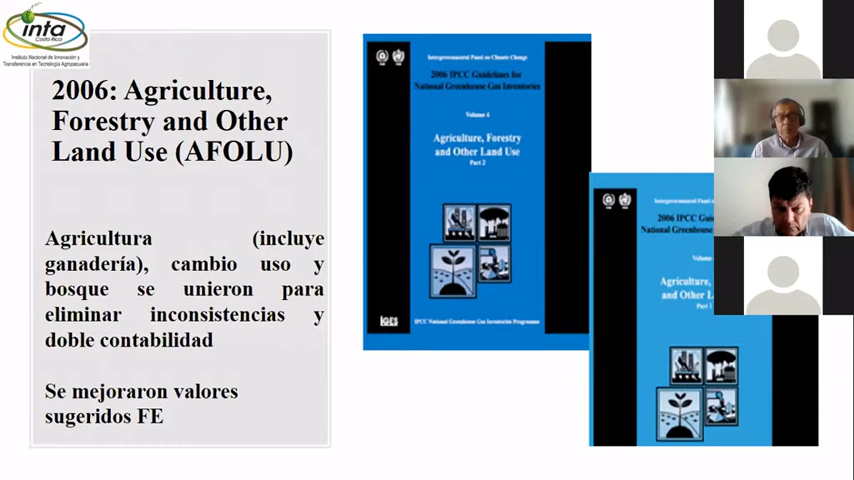 inta
Costa Rica
Instituto Nacional de Innovación y
Transferencia en Tecnología Agropecuaria
2006: Agriculture,
Forestry and Other
Land Use (AFOLU)
Agricultura (incluye
ganadería), cambio uso y
bosque se unieron para
eliminar inconsistencias y
doble contabilidad
Se mejoraron valores
sugeridos FE
Intergovernmental Panel on Climate Change
2006 IPCC Guidelines for
National Greenhouse Gas Inventories
Volume 4
Agriculture, Forestry
and Other Land Use
Part 2
IGES
IPCC National Greenhouse Gas Inventories Programme
Intergovernmental Panel
2006 IPCC Gui
National Greenhouse
Agriculture,
and Other L
Part 1